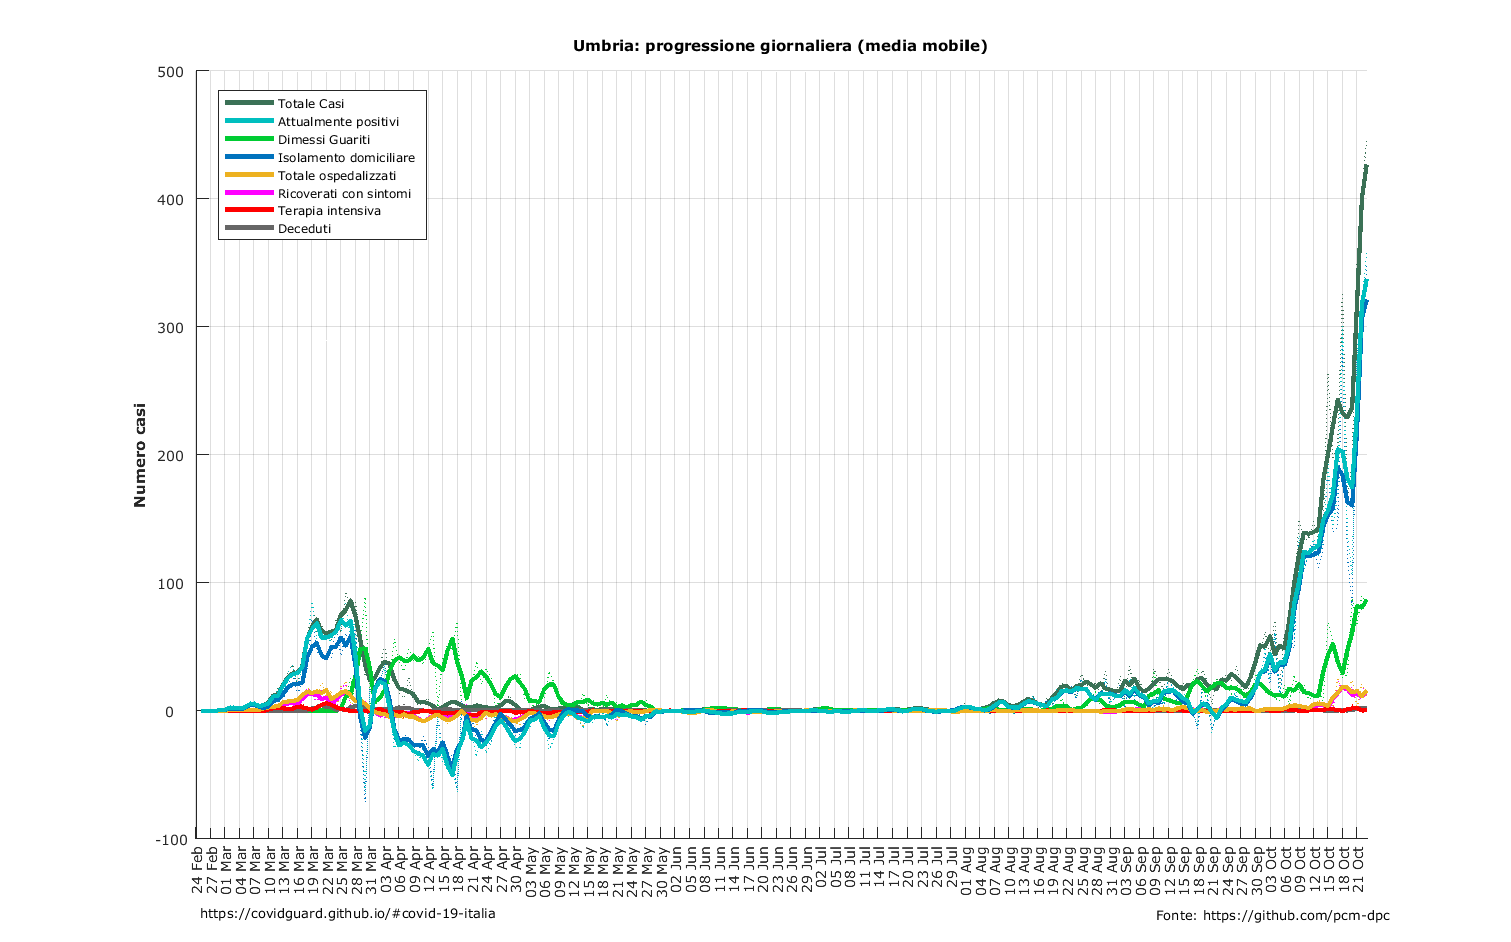 Umbria: progressione giornaliera (media mobile)
500
400
300
200
100
0
-100
Numero casi
Totale Casi
Attualmente positivi
Dimessi Guariti
Isolamento domiciliare
Totale ospedalizzati
Ricoverati con sintomi
Terapia intensiva
Deceduti
24 Feb
27 Feb
01 Mar
04 Mar
07 Mar
10 Mar
13 Mar
16 Mar
19 Mar
22 Mar
25 Mar
28 Mar
31 Mar
03 Apr
06 Apr
09 Apr
12 Apr
15 Apr
18 Apr
21 Apr
24 Apr
27 Apr
30 Apr
03 May
06 May
09 May
12 May
15 May
18 May
21 May
24 May
27 May
30 May
02 Jun
05 Jun
08 Jun
11 Jun
14 Jun
17 Jun
20 Jun
23 Jun
26 Jun
29 Jun
02 Jul
05 Jul
08 Jul
11 Jul
14 Jul
17 Jul
20 Jul
23 Jul
26 Jul
29 Jul
01 Aug
04 Aug
07 Aug
10 Aug
13 Aug
16 Aug
19 Aug
22 Aug
25 Aug
28 Aug
31 Aug
03 Sep
06 Sep
09 Sep
12 Sep
15 Sep
18 Sep
21 Sep
24 Sep
27 Sep
30 Sep
03 Oct
06 Oct
09 Oct
12 Oct
15 Oct
18 Oct
21 Oct
https://covidguard.github.io/#covid-19-italia
Fonte: https://github.com/pcm-dpc